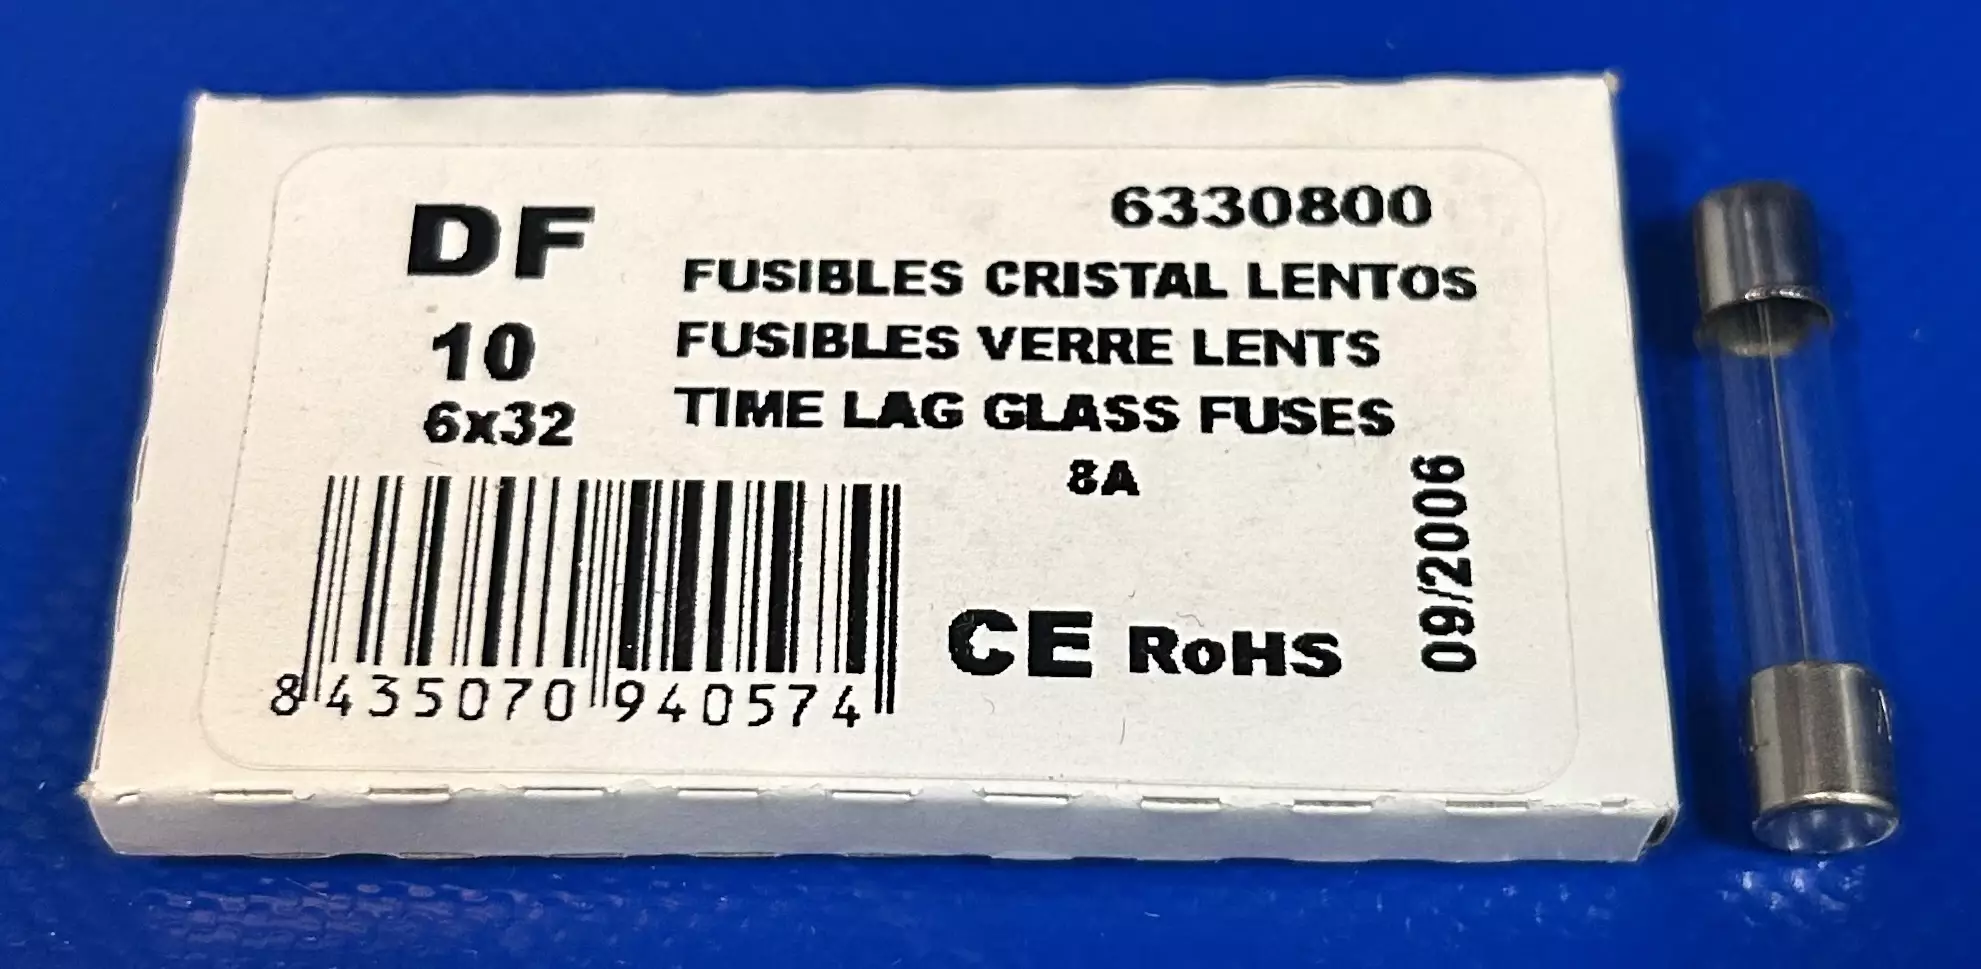 DF
10
6x32
6330800
FUSIBLES CRISTAL LENTOS
FUSIBLES VERRE LENTS
TIME LAG GLASS FUSES
8A
8 435070 940574
CE RoHS
09/2006